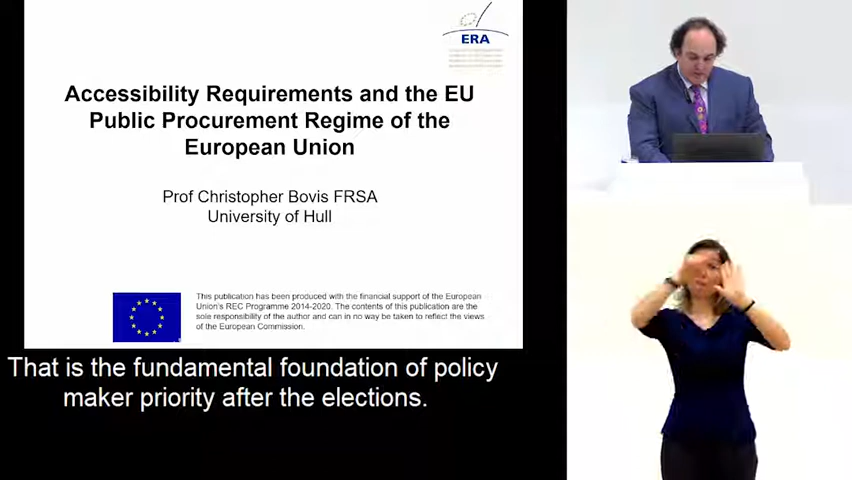 ERA
Accessibility Requirements and the EU
Public Procurement Regime of the
European Union
Prof Christopher Bovis FRSA
University of Hull
This publication has been produced with the financial support of the European
Union's REC Programme 2014-2020. The contents of this publication are the
sole responsibility of the author and can in no way be taken to reflect the views
of the European Commission.
That is the fundamental foundation of policy
maker priority after the elections.